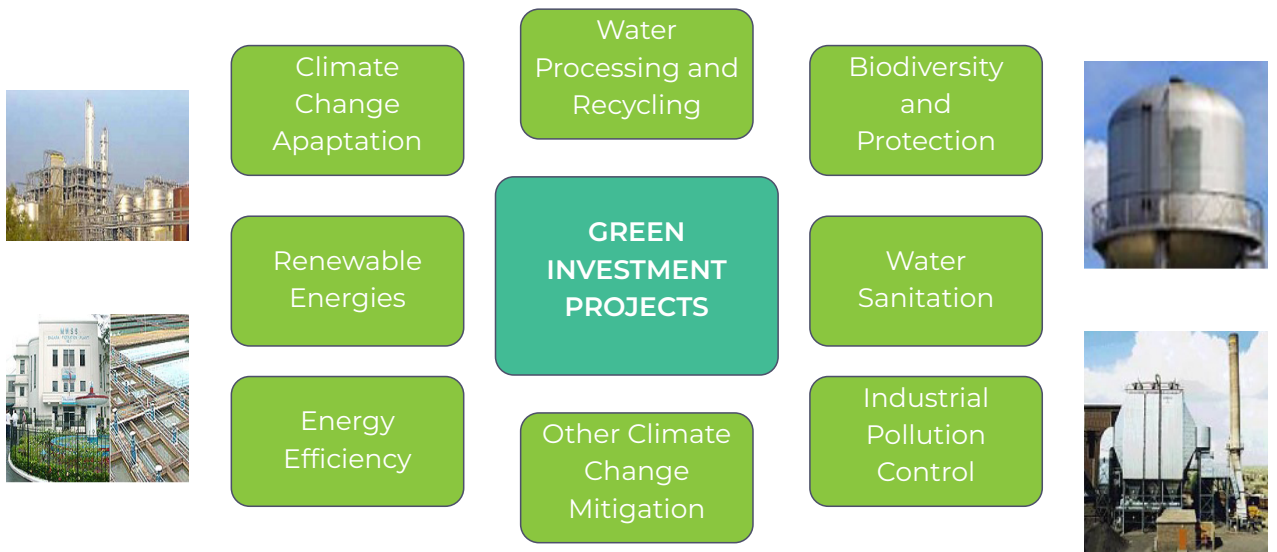 Climate
Change
Apaptation
Water
Processing and
Recycling
Biodiversity
and
Protection
Renewable
Energies
GREEN
INVESTMENT
PROJECTS
Water
Sanitation
Energy
Efficiency
Other Climate
Change
Mitigation
Industrial
Pollution
Control